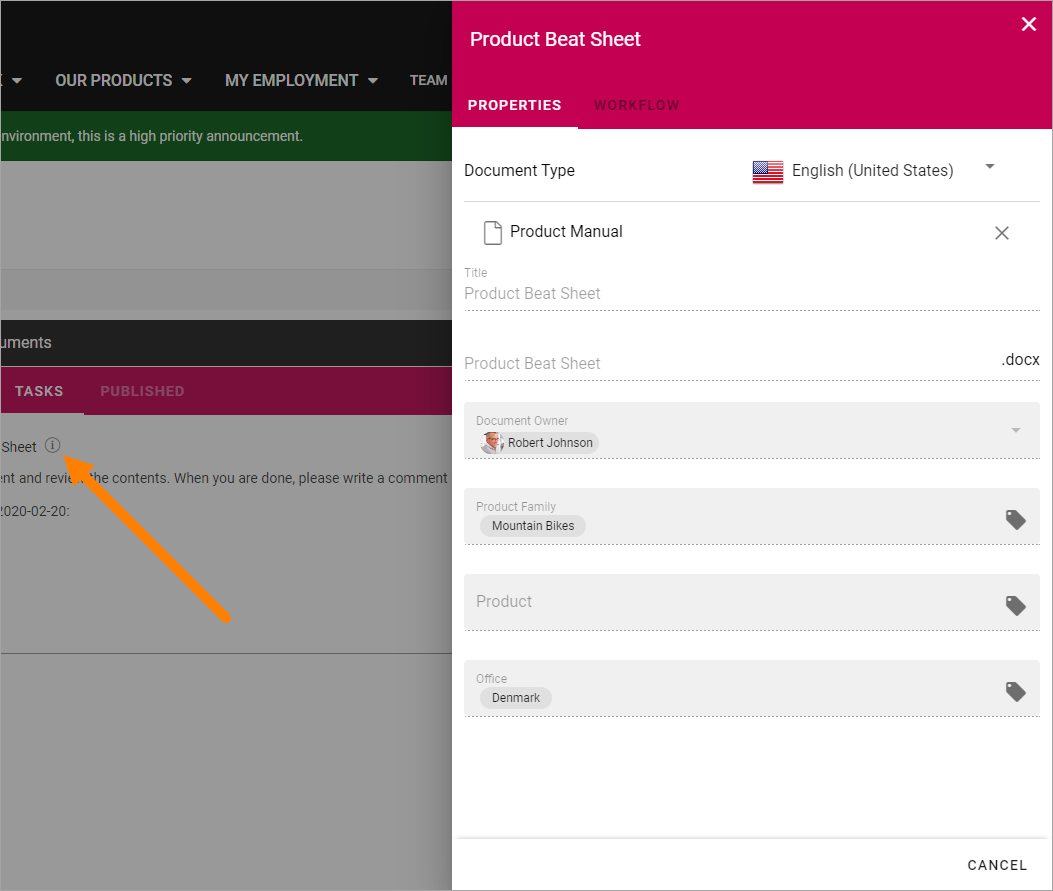 OUR PRODUCTS
MY EMPLOYMENT
TEAM
nvironment, this is a high priority announcement.
uments
TASKS
PUBLISHED
Sheet
ent and review the contents. When you are done, please write a comment
2020-02-20:
Product Beat Sheet
PROPERTIES
WORKFLOW
Document Type
English (United States)
Product Manual
Title
Product Beat Sheet
Product Beat Sheet
.docx
Document Owner
Robert Johnson
Product Family
Mountain Bikes
Product
Office
Denmark
CANCEL